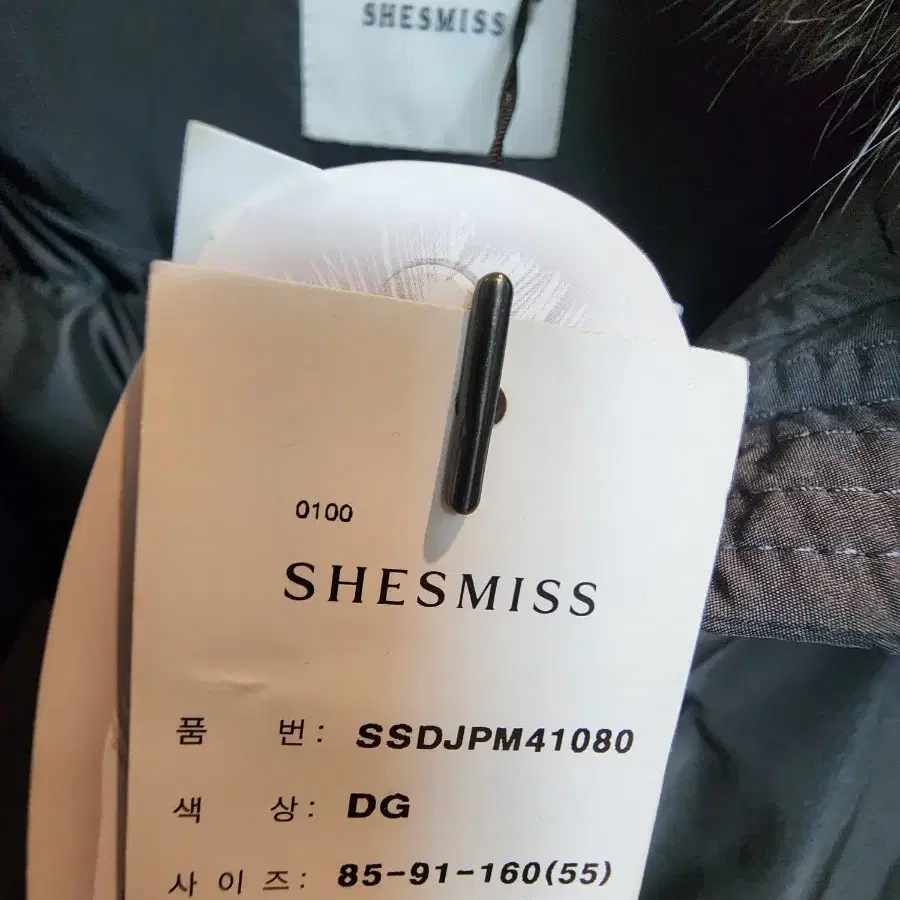 SHESMISS
0100
SHESMISS
품 번: SSDJPM41080
색 상: DG
사 이 즈: 85-91-160(55)